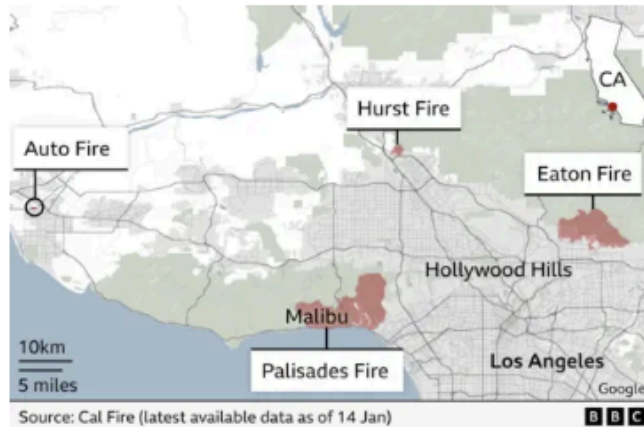 CA
Hurst Fire
Auto Fire
Eaton Fire
Hollywood Hills
Malibu
10km
5 miles
Palisades Fire
Los Angeles
Google
Source: Cal Fire (latest available data as of 14 Jan)
BBC